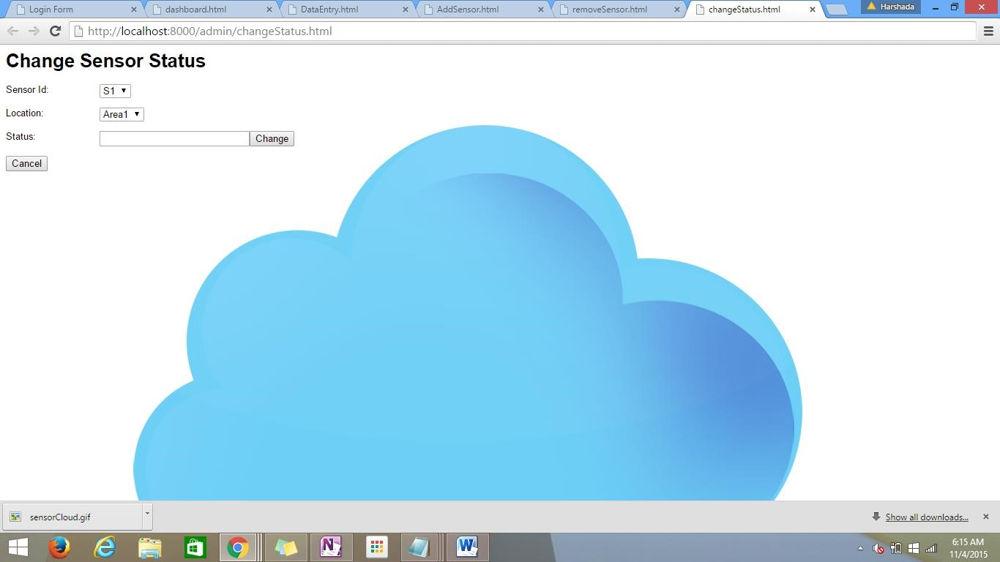 Login Form
dashboard.html
DataEntry.html
AddSensor.html
removeSensor.html
changeStatus.html
Harshada
http://localhost:8000/admin/changeStatus.html
Change Sensor Status
Sensor Id:
S1
Location:
Area1
Status:
Change
Cancel
sensorCloud.gif
Show all downloads...
6:15 AM
11/4/2015